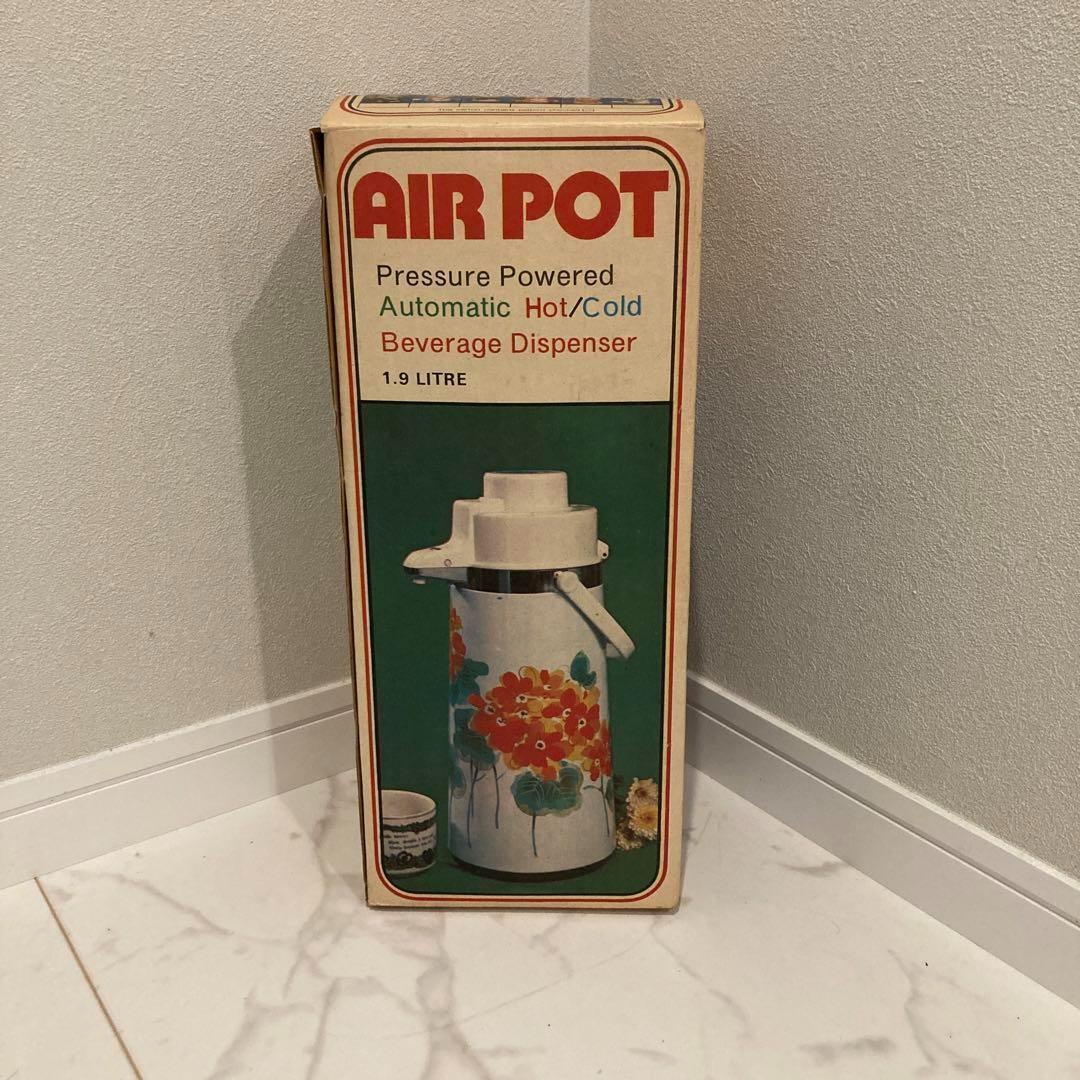 AIR POT
Pressure Powered
Automatic Hot/Cold
Beverage Dispenser
1.9 LITRE